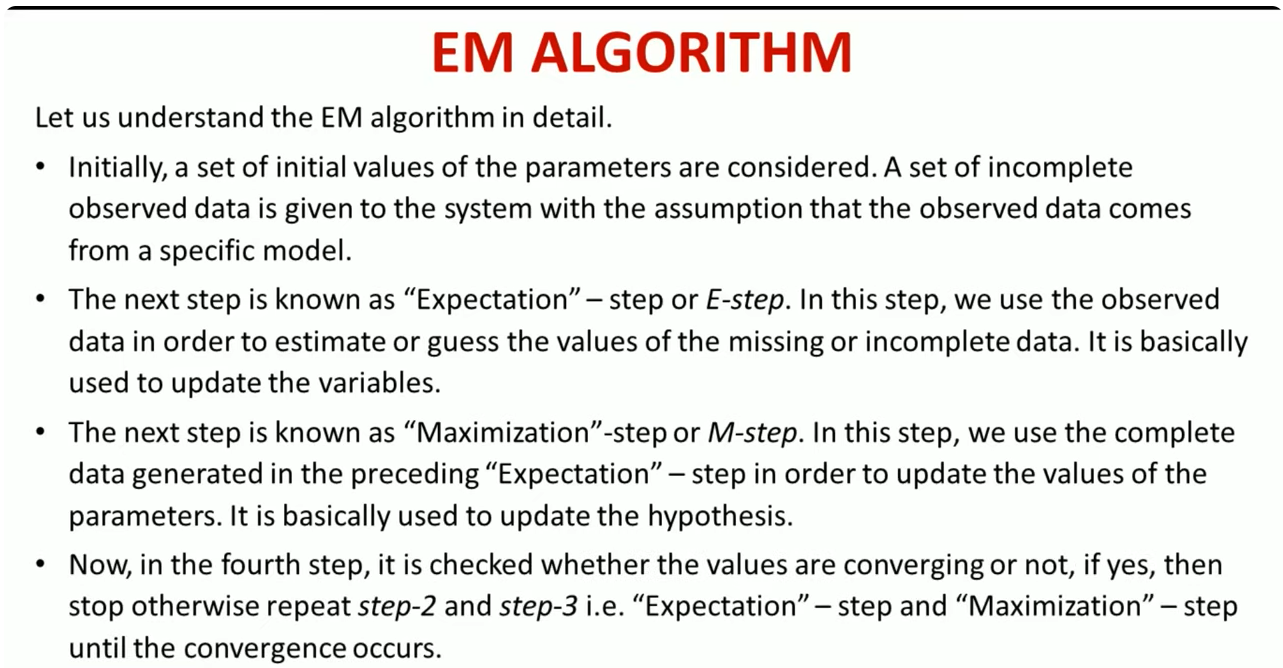 EM ALGORITHM
Let us understand the EM algorithm in detail.
• Initially, a set of initial values of the parameters are considered. A set of incomplete
observed data is given to the system with the assumption that the observed data comes
from a specific model.
• The next step is known as “Expectation” – step or E-step. In this step, we use the observed
data in order to estimate or guess the values of the missing or incomplete data. It is basically
used to update the variables.
• The next step is known as “Maximization”-step or M-step. In this step, we use the complete
data generated in the preceding “Expectation” – step in order to update the values of the
parameters. It is basically used to update the hypothesis.
• Now, in the fourth step, it is checked whether the values are converging or not, if yes, then
stop otherwise repeat step-2 and step-3 i.e. “Expectation” – step and “Maximization” – step
until the convergence occurs.